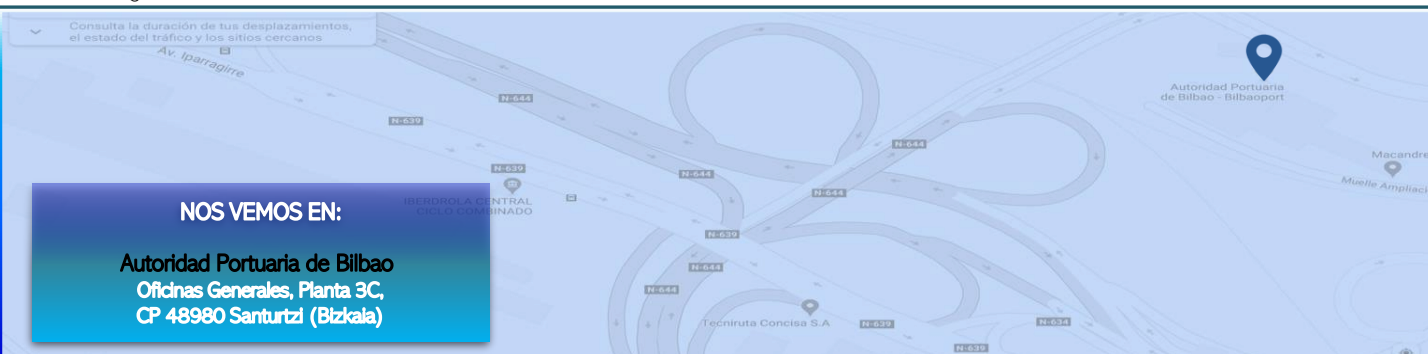 Consulta la duración de tus desplazamientos,
el estado del tráfico y los sitios cercanos
Av. Iparragirre
N-644
N-639
Autoridad Portuaria
de Bilbao - Bilbaoport
N-644
Macandre
N-639
N-644
Muelle Ampliaci
N-644
IBERDROLA CENTRAL
CICLO COMBINADO
NOS VEMOS EN:
N-639
Autoridad Portuaria de Bilbao
N-644
Oficinas Generales, Planta 3C,
N-644
CP 48980 Santurtzi (Bizkaia)
Tecniruta Concisa S.A
N-639
N-634
N-639